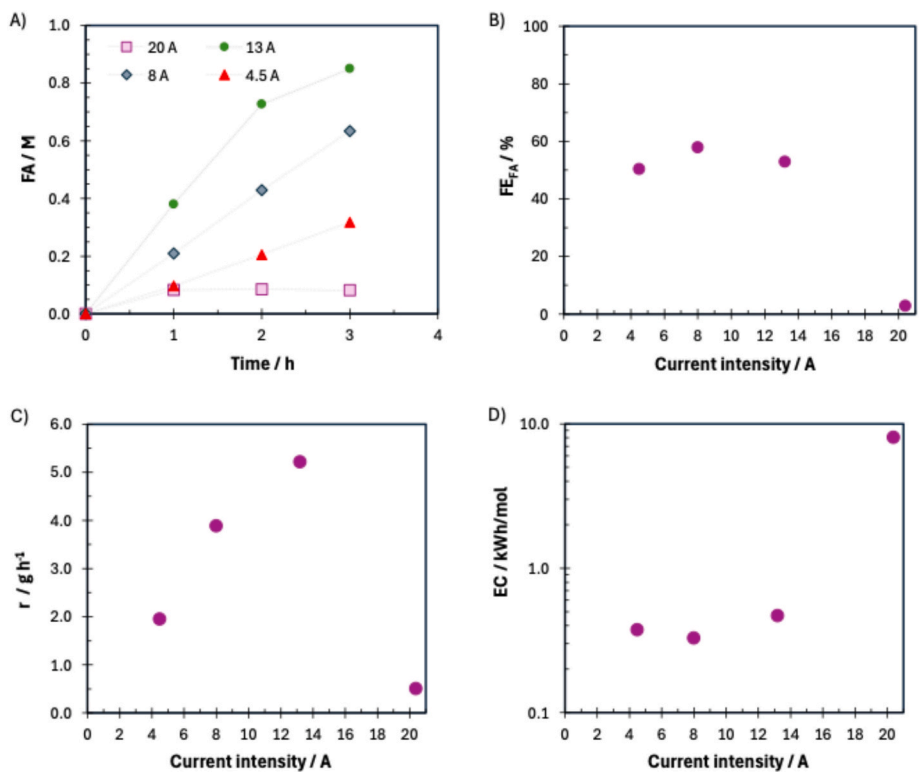 A)
1.0
0.8
0.6
0.4
0.2
0.0
FA / M
20 A
13 A
8 A
4.5 A
0 1 2 3 4
Time / h
B)
100
80
60
40
20
0
FE_FA / %
0 2 4 6 8 10 12 14 16 18 20
Current intensity / A
C)
6.0
5.0
4.0
3.0
2.0
1.0
0.0
r / g h⁻¹
0 2 4 6 8 10 12 14 16 18 20
Current intensity / A
D)
10.0
1.0
0.1
EC / kWh/mol
0 2 4 6 8 10 12 14 16 18 20
Current intensity / A